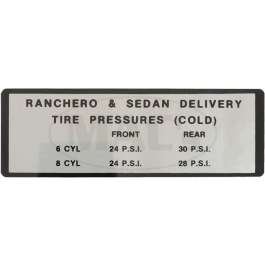 RANCHERO & SEDAN DELIVERY
TIRE PRESSURES (COLD)
FRONT REAR
6 CYL 24 P.S.I. 30 P.S.I.
8 CYL 24 P.S.I. 28 P.S.I.